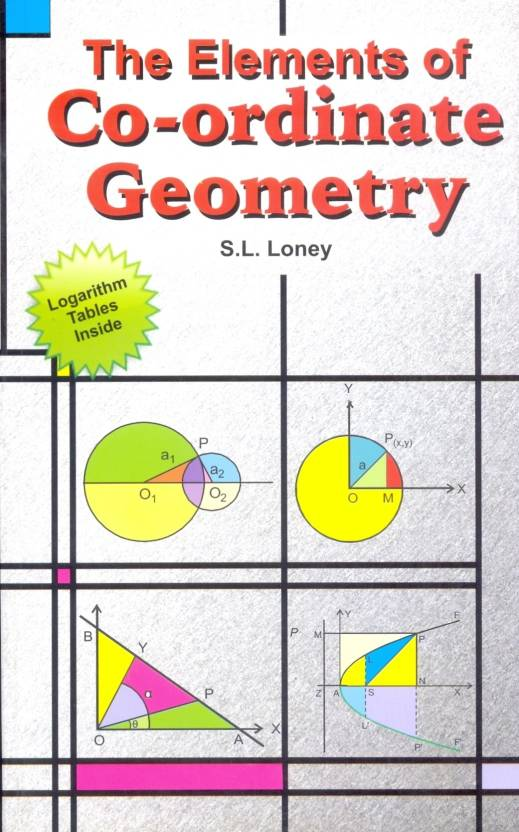 The Elements of
Co-ordinate
Geometry
S.L. Loney
Logarithm
Tables
Inside
P
a1
a2
O1
O2
Y
P(x,y)
a
O
M
X
B
Y
α
P
θ
O
A
X
P
M
Y
P
F
L
Z
A
S
N
X
L'
P'
F'